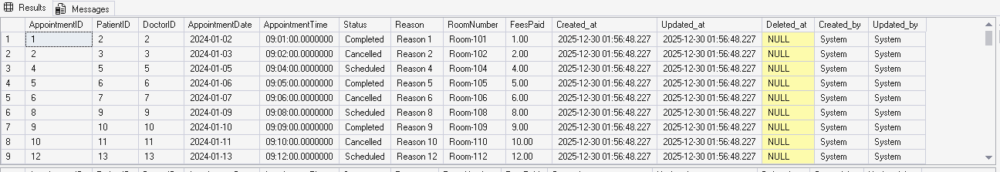 Results Messages
AppointmentID PatientID DoctorID AppointmentDate AppointmentTime Status Reason RoomNumber FeesPaid Created_at Updated_at Deleted_at Created_by Updated_by
1 1 2 2 2024-01-02 09:01:00.0000000 Completed Reason 1 Room-101 1.00 2025-12-30 01:56:48.227 2025-12-30 01:56:48.227 NULL System System
2 2 3 3 2024-01-03 09:02:00.0000000 Cancelled Reason 2 Room-102 2.00 2025-12-30 01:56:48.227 2025-12-30 01:56:48.227 NULL System System
3 4 5 5 2024-01-05 09:04:00.0000000 Scheduled Reason 4 Room-104 4.00 2025-12-30 01:56:48.227 2025-12-30 01:56:48.227 NULL System System
4 5 6 6 2024-01-06 09:05:00.0000000 Completed Reason 5 Room-105 5.00 2025-12-30 01:56:48.227 2025-12-30 01:56:48.227 NULL System System
5 6 7 7 2024-01-07 09:06:00.0000000 Cancelled Reason 6 Room-106 6.00 2025-12-30 01:56:48.227 2025-12-30 01:56:48.227 NULL System System
6 8 9 9 2024-01-09 09:08:00.0000000 Scheduled Reason 8 Room-108 8.00 2025-12-30 01:56:48.227 2025-12-30 01:56:48.227 NULL System System
7 9 10 10 2024-01-10 09:09:00.0000000 Completed Reason 9 Room-109 9.00 2025-12-30 01:56:48.227 2025-12-30 01:56:48.227 NULL System System
8 10 11 11 2024-01-11 09:10:00.0000000 Cancelled Reason 10 Room-110 10.00 2025-12-30 01:56:48.227 2025-12-30 01:56:48.227 NULL System System
9 12 13 13 2024-01-13 09:12:00.0000000 Scheduled Reason 12 Room-112 12.00 2025-12-30 01:56:48.227 2025-12-30 01:56:48.227 NULL System System